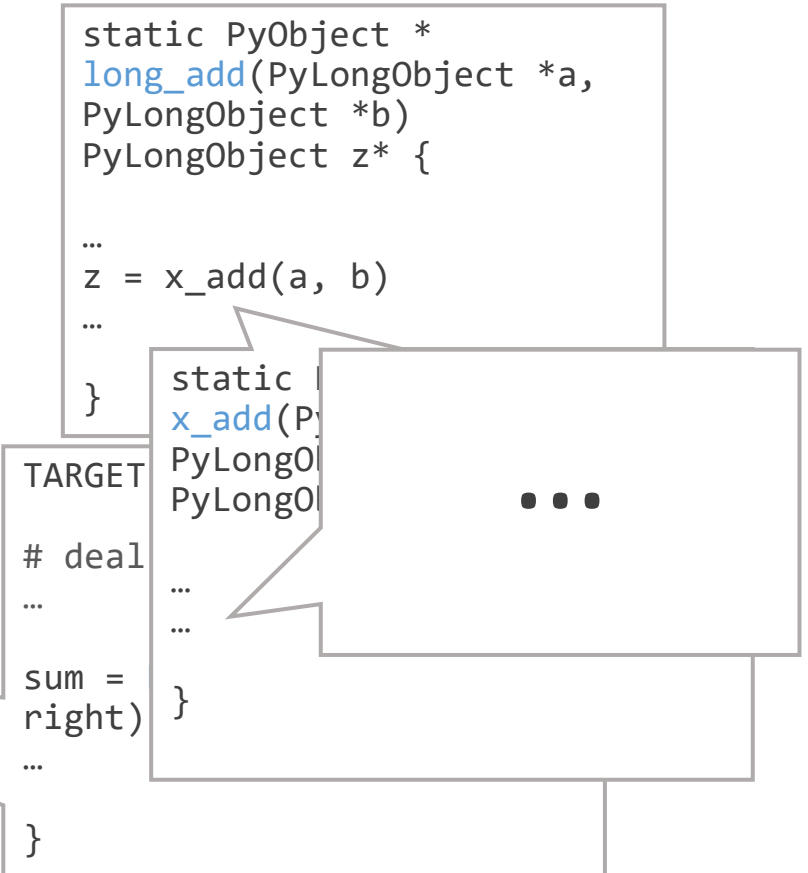 static PyObject *
long_add(PyLongObject *a,
PyLongObject *b)
PyLongObject z* {
…
z = x_add(a, b)
…
}
static
x_add(Py
PyLongO
PyLongO
…
…
}
...
TARGET
# deal
…
sum =
right)
…
}